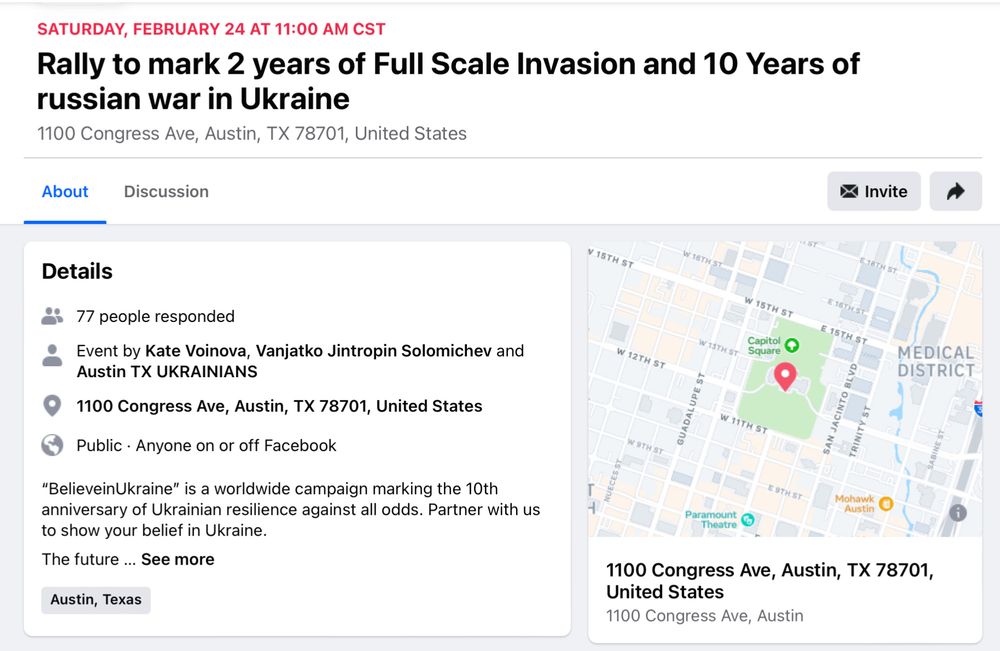 SATURDAY, FEBRUARY 24 AT 11:00 AM CST
Rally to mark 2 years of Full Scale Invasion and 10 Years of
russian war in Ukraine
1100 Congress Ave, Austin, TX 78701, United States
About
Discussion
Invite
Details
77 people responded
Event by Kate Voinova, Vanjatko Jintropin Solomichev and
Austin TX UKRAINIANS
1100 Congress Ave, Austin, TX 78701, United States
Public · Anyone on or off Facebook
“BelieveinUkraine” is a worldwide campaign marking the 10th
anniversary of Ukrainian resilience against all odds. Partner with us
to show your belief in Ukraine.
The future ... See more
Austin, Texas
W 15TH ST
W 16TH ST
E 16TH ST
W 15TH ST
E 16TH ST
E 15TH ST
W 13TH ST
Capitol
Square
W 12TH ST
MEDICAL
DISTRICT
GUADALUPE ST
SAN JACINTO BLVD
TRINITY ST
W 11TH ST
W 9TH ST
SABINE ST
NUECES ST
E 9TH ST
Mohawk
Austin
Paramount
Theatre
1100 Congress Ave, Austin, TX 78701,
United States
1100 Congress Ave, Austin